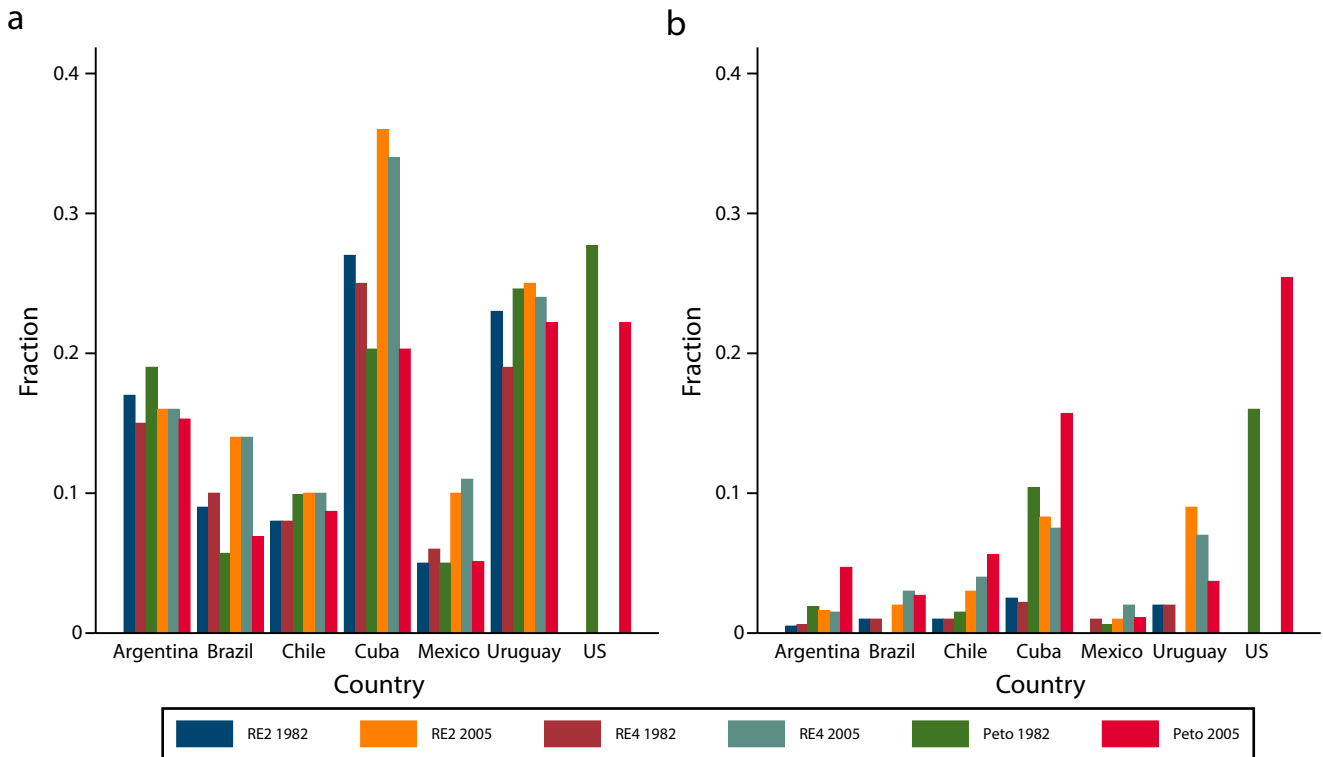 a
0.4
0.3
0.2
0.1
0
Fraction
Argentina Brazil Chile Cuba Mexico Uruguay US
Country
b
0.4
0.3
0.2
0.1
0
Fraction
Argentina Brazil Chile Cuba Mexico Uruguay US
Country
RE2 1982 RE2 2005 RE4 1982 RE4 2005 Peto 1982 Peto 2005